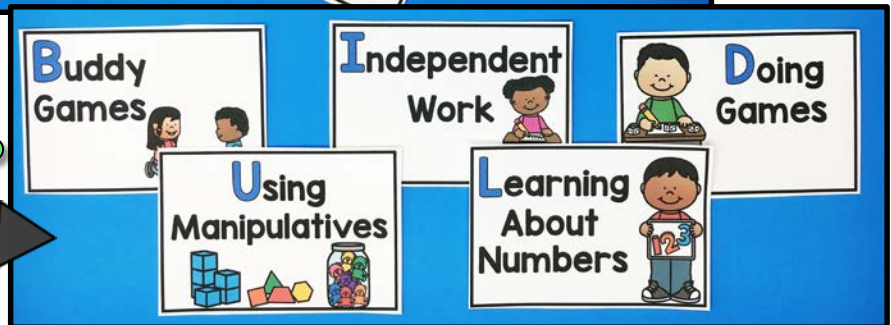 Buddy
Games
Using
Manipulatives
Independent
Work
Learning
About
Numbers
123
Doing
Games